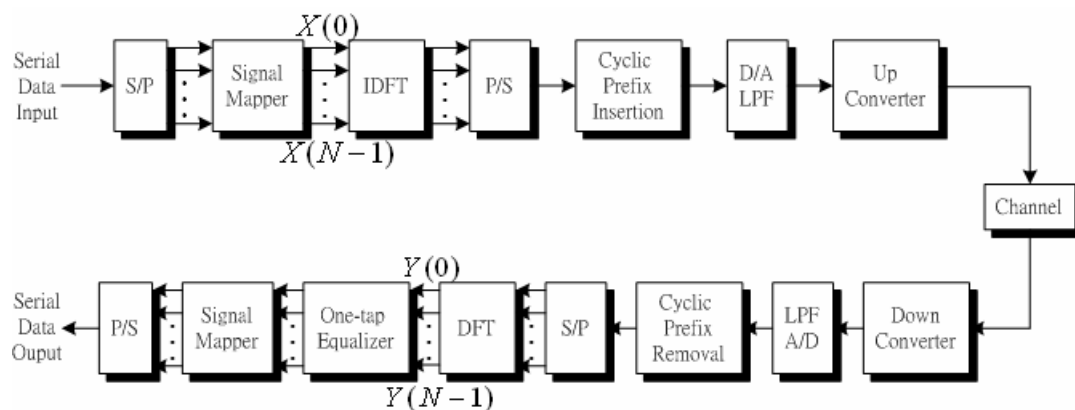 Serial
Data
Input
S/P
Signal
Mapper
X(0)
X(N-1)
IDFT
P/S
Cyclic
Prefix
Insertion
D/A
LPF
Up
Converter
Channel
Serial
Data
Ouput
P/S
Signal
Mapper
One-tap
Equalizer
Y(0)
Y(N-1)
DFT
S/P
Cyclic
Prefix
Removal
LPF
A/D
Down
Converter